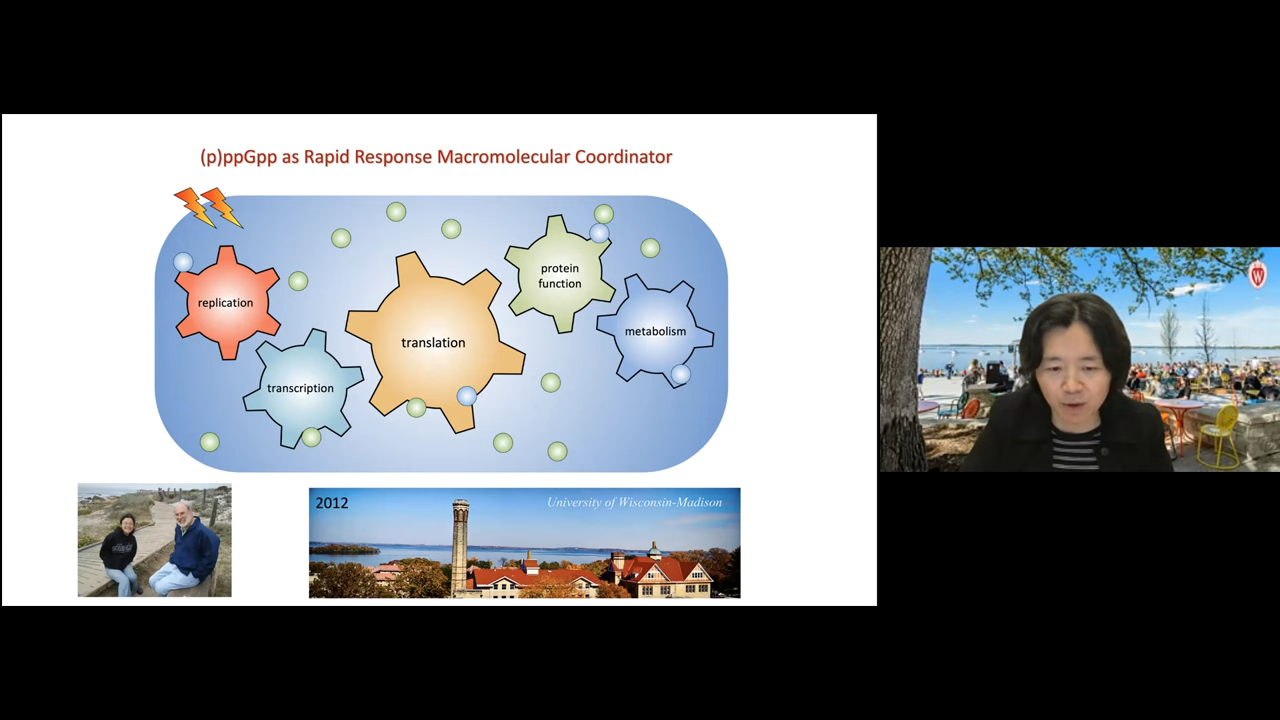 (p)ppGpp as Rapid Response Macromolecular Coordinator
replication
transcription
translation
protein
function
metabolism
2012
University of Wisconsin-Madison
W